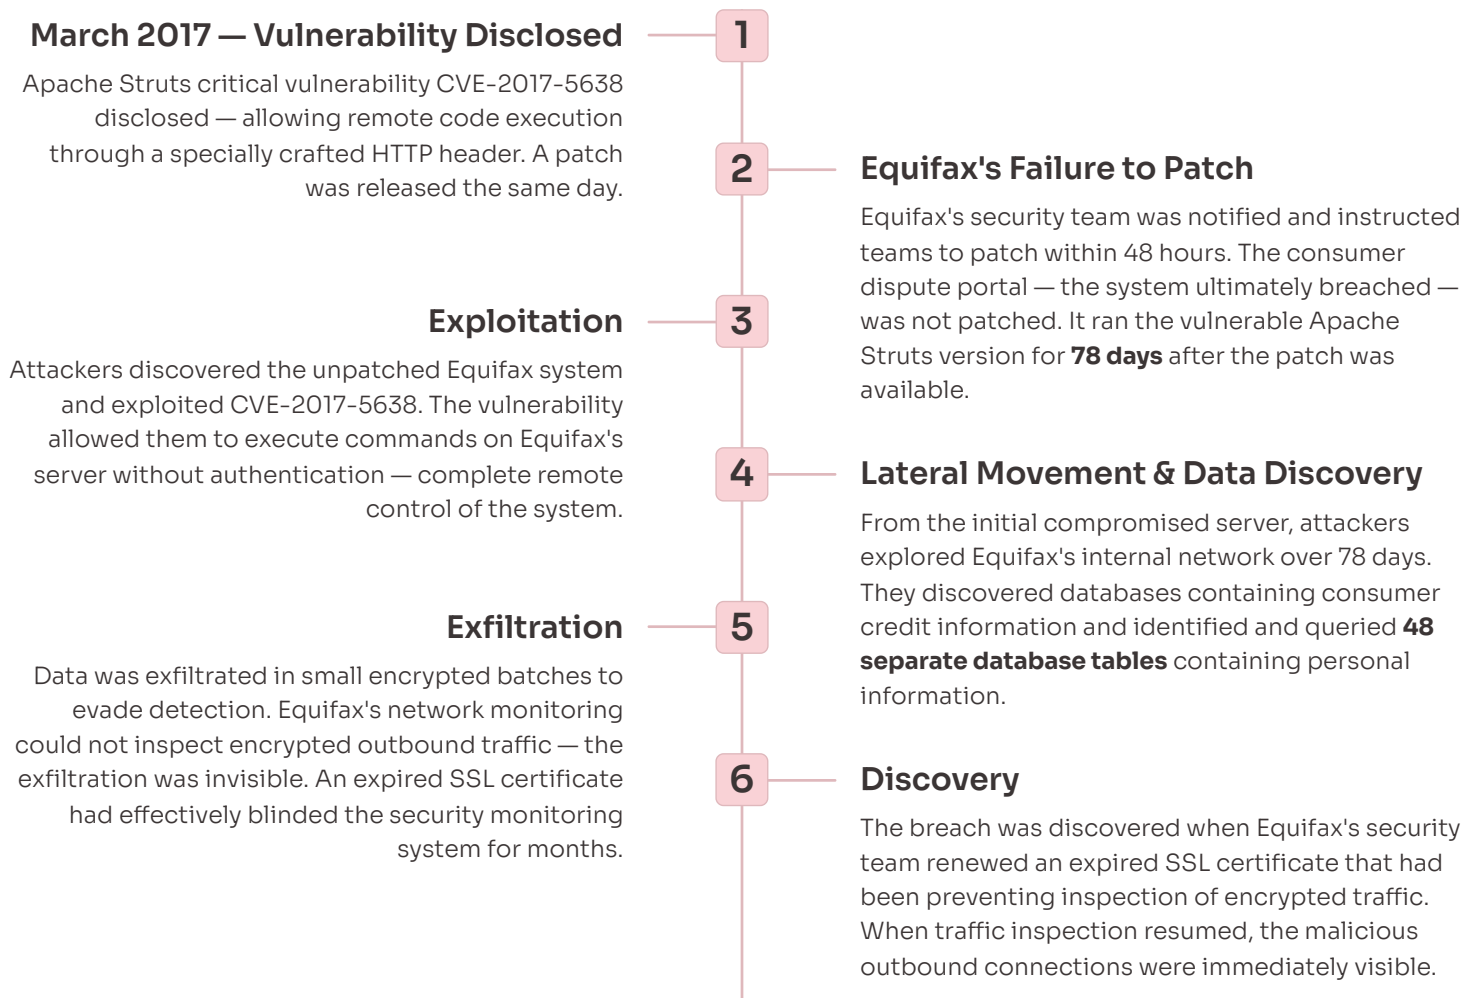 March 2017 — Vulnerability Disclosed
1
Apache Struts critical vulnerability CVE-2017-5638
disclosed — allowing remote code execution
through a specially crafted HTTP header. A patch
was released the same day.
2
Equifax's Failure to Patch
Equifax's security team was notified and instructed
teams to patch within 48 hours. The consumer
dispute portal — the system ultimately breached —
was not patched. It ran the vulnerable Apache
Struts version for 78 days after the patch was
available.
Exploitation
3
Attackers discovered the unpatched Equifax system
and exploited CVE-2017-5638. The vulnerability
allowed them to execute commands on Equifax's
server without authentication — complete remote
control of the system.
4
Lateral Movement & Data Discovery
From the initial compromised server, attackers
explored Equifax's internal network over 78 days.
They discovered databases containing consumer
credit information and identified and queried 48
separate database tables containing personal
information.
Exfiltration
5
Data was exfiltrated in small encrypted batches to
evade detection. Equifax's network monitoring
could not inspect encrypted outbound traffic — the
exfiltration was invisible. An expired SSL certificate
had effectively blinded the security monitoring
system for months.
6
Discovery
The breach was discovered when Equifax's security
team renewed an expired SSL certificate that had
been preventing inspection of encrypted traffic.
When traffic inspection resumed, the malicious
outbound connections were immediately visible.